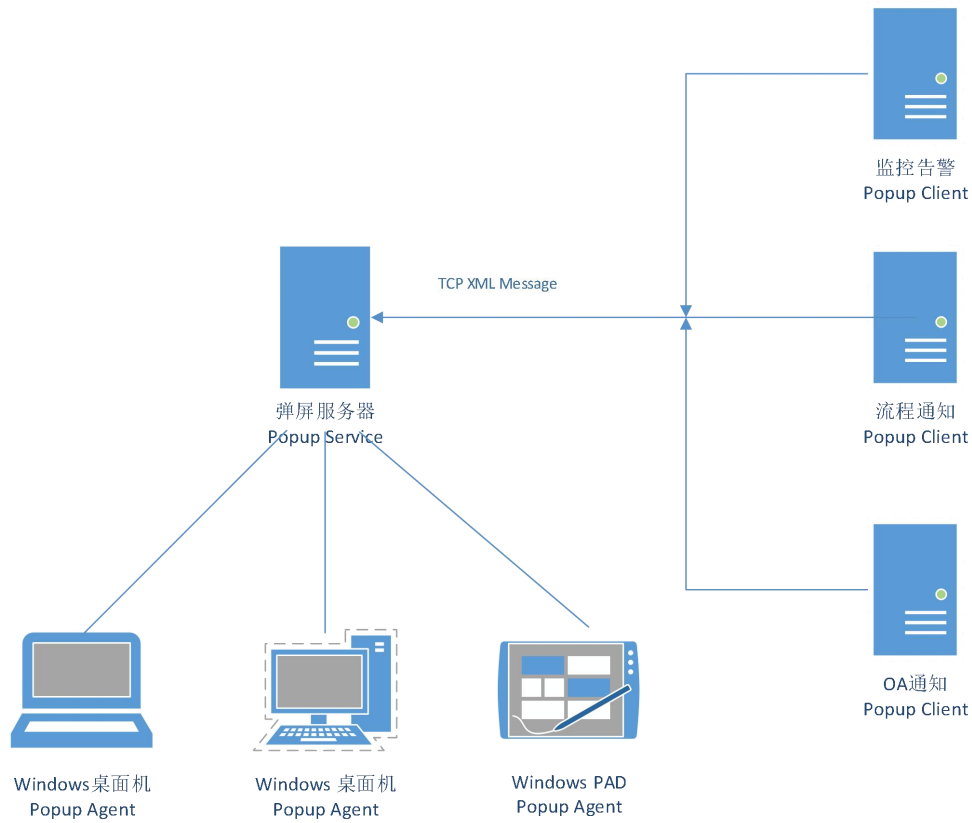 监控告警
Popup Client
TCP XML Message
弹屏服务器
Popup Service
流程通知
Popup Client
OA通知
Popup Client
Windows桌面机
Popup Agent
Windows 桌面机
Popup Agent
Windows PAD
Popup Agent